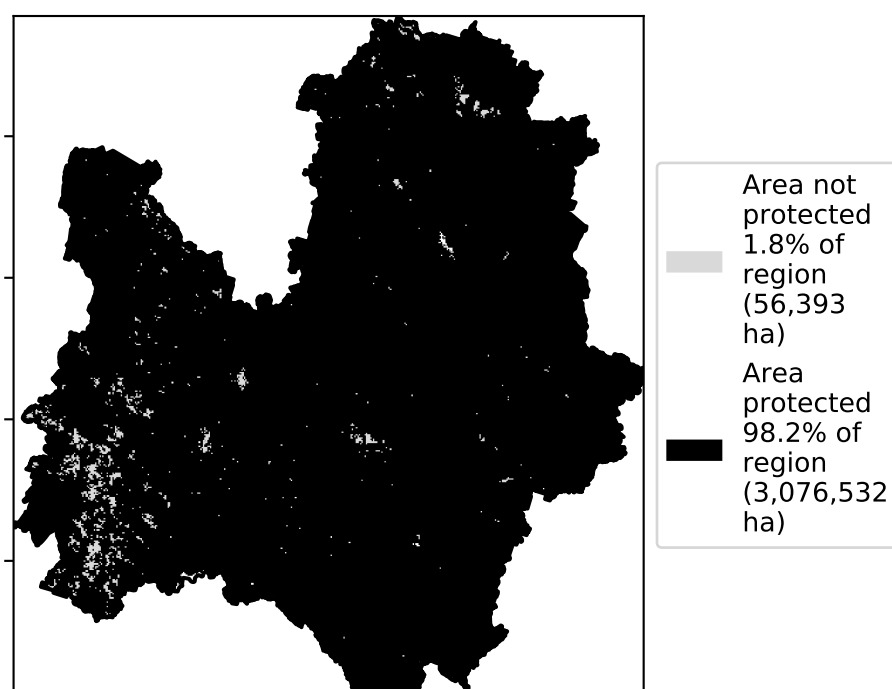 Area not
protected
1.8% of
region
(56,393
ha)
Area
protected
98.2% of
region
(3,076,532
ha)